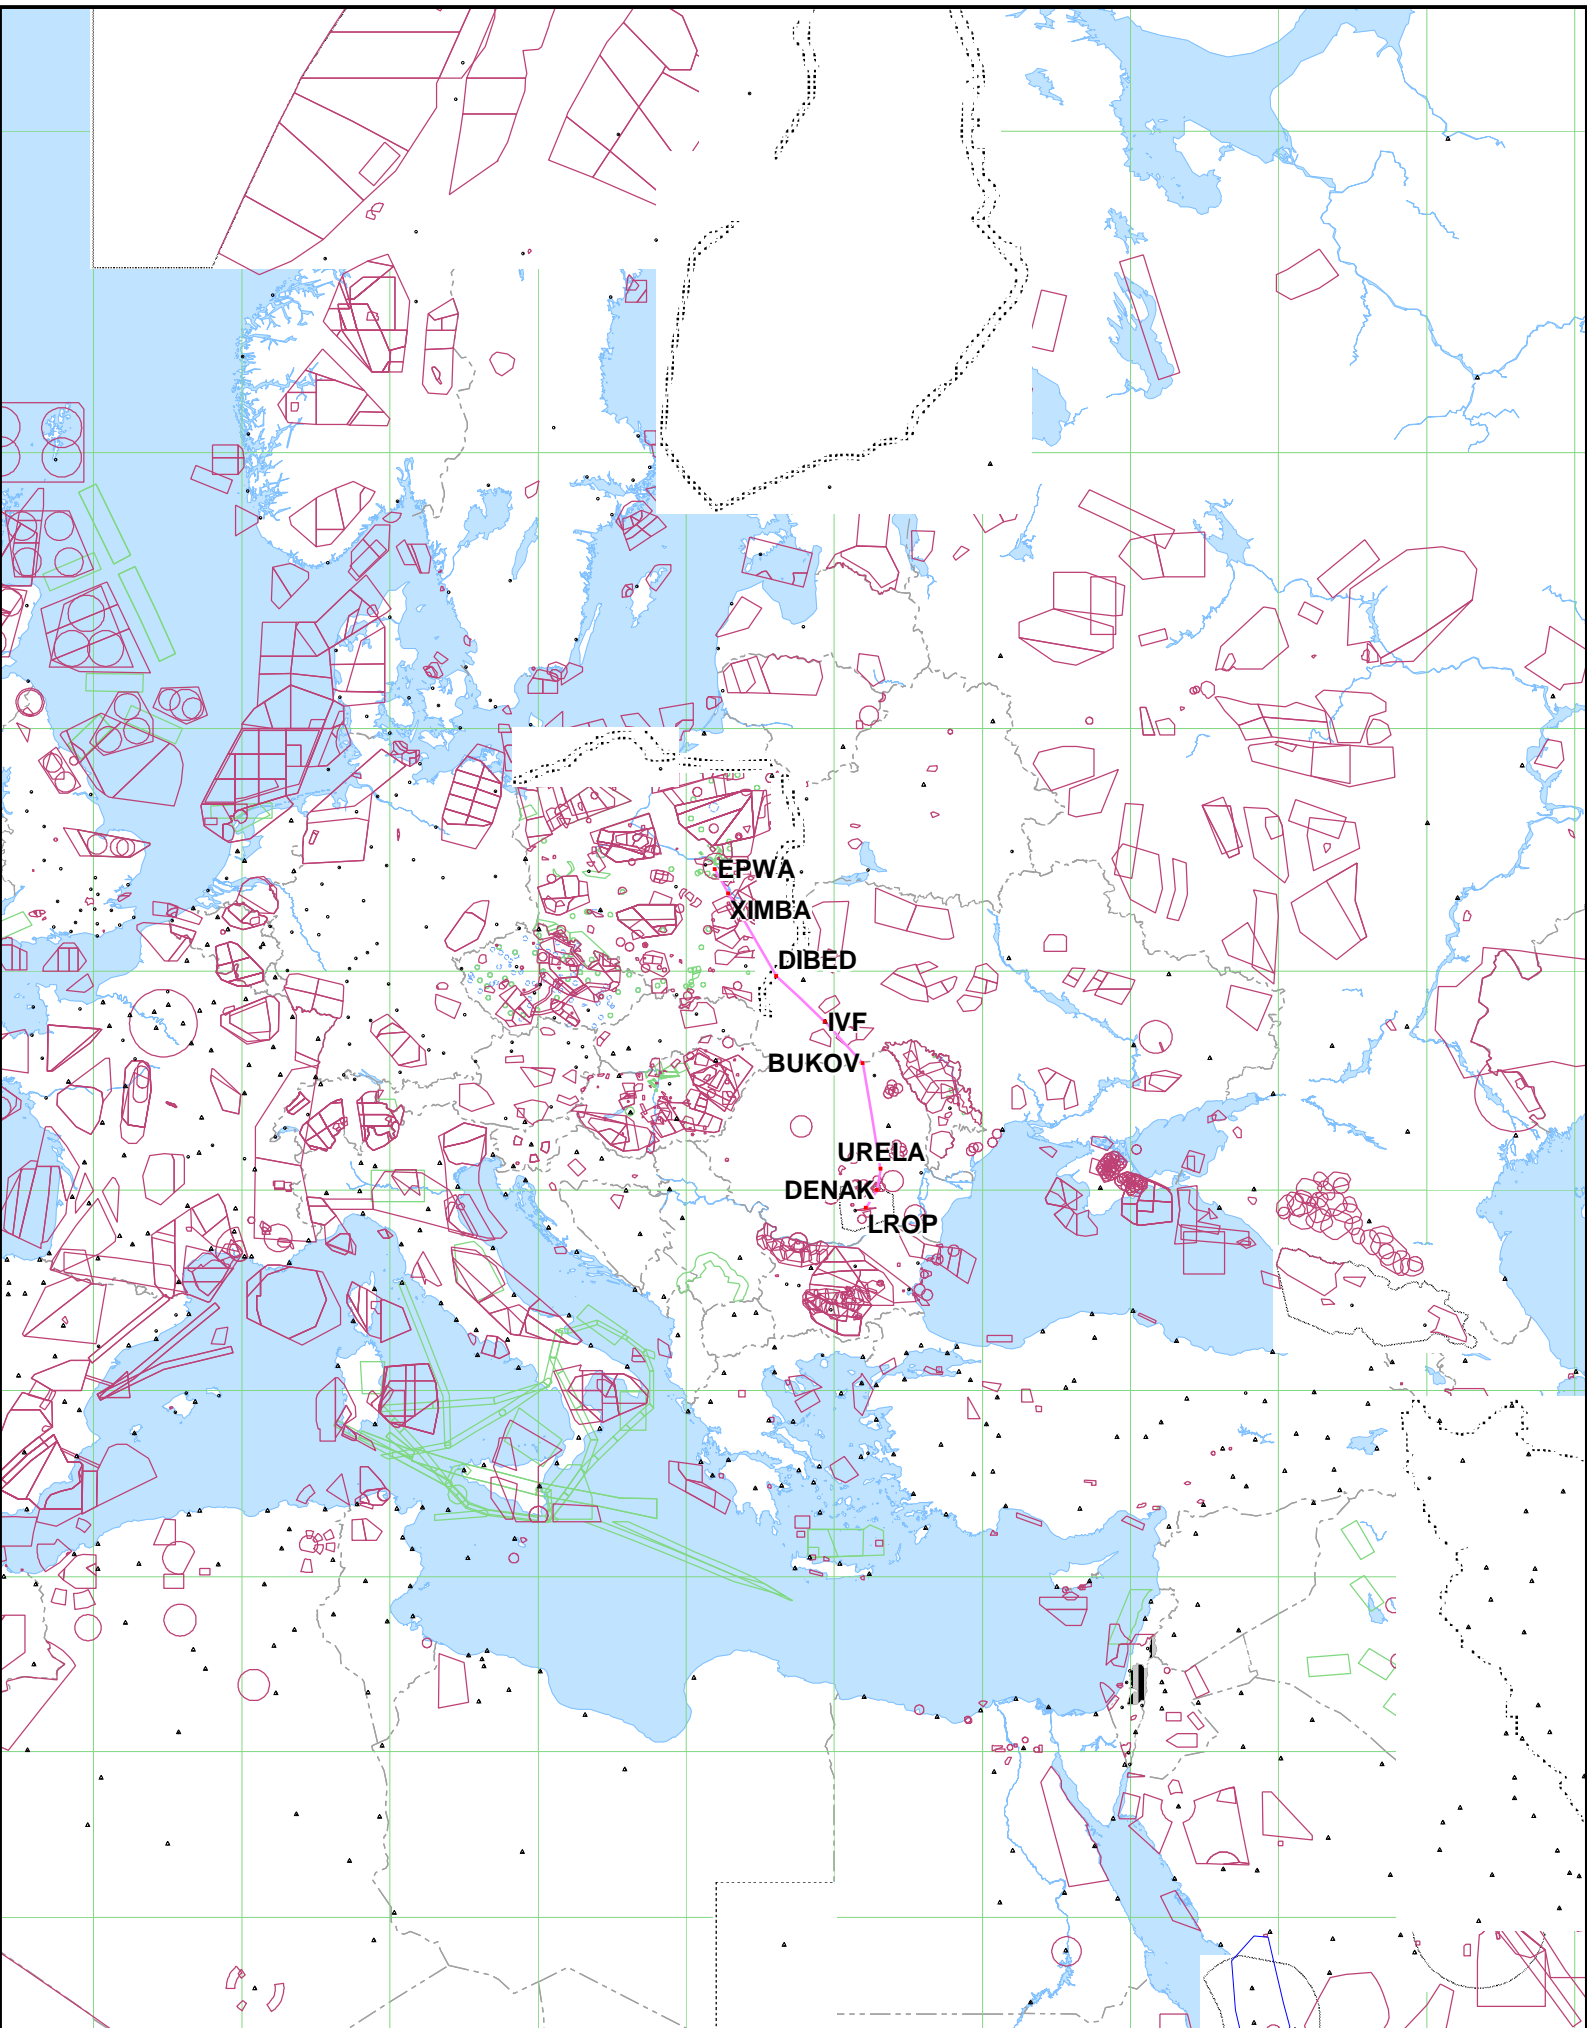 EPWA
XIMBA
DIBED
IVF
BUKOV
URELA
DENAK
LROP